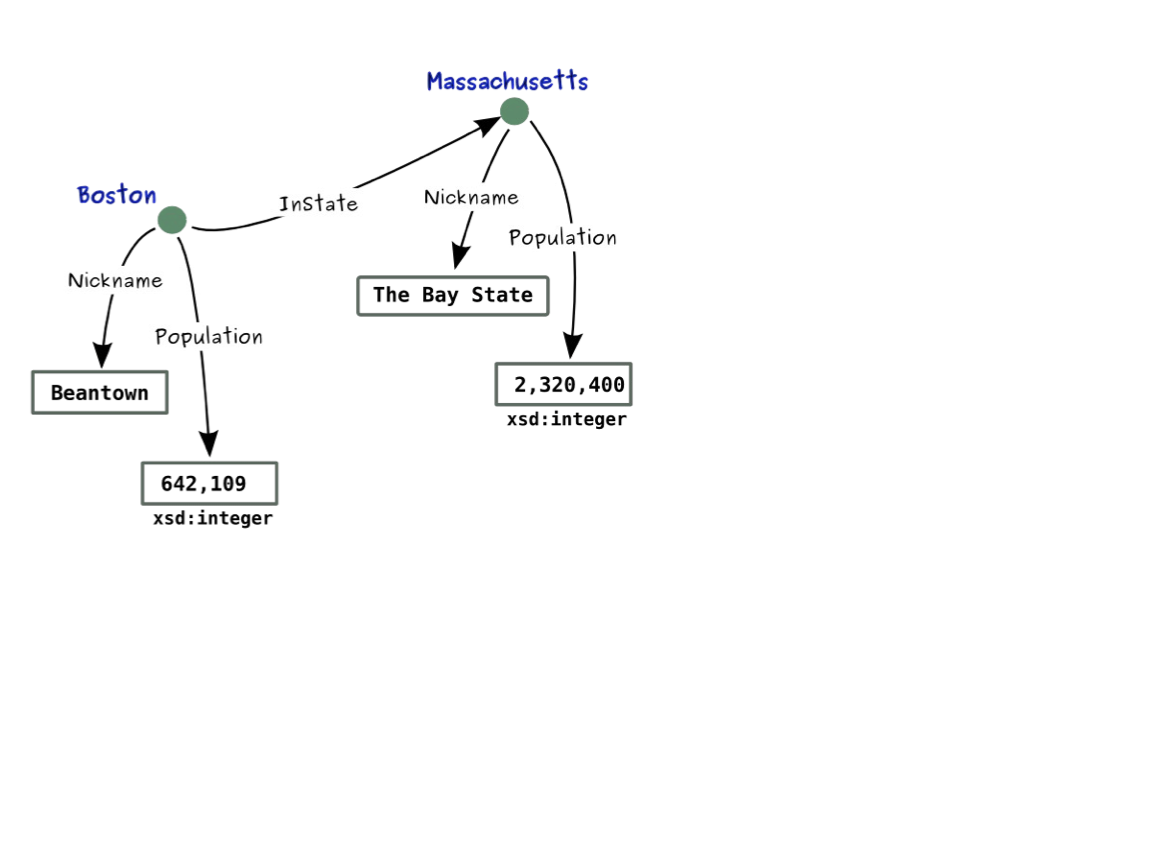 Massachusetts
Boston
InState
Nickname
Population
Nickname
The Bay State
Population
2,320,400
xsd:integer
Beantown
642,109
xsd:integer